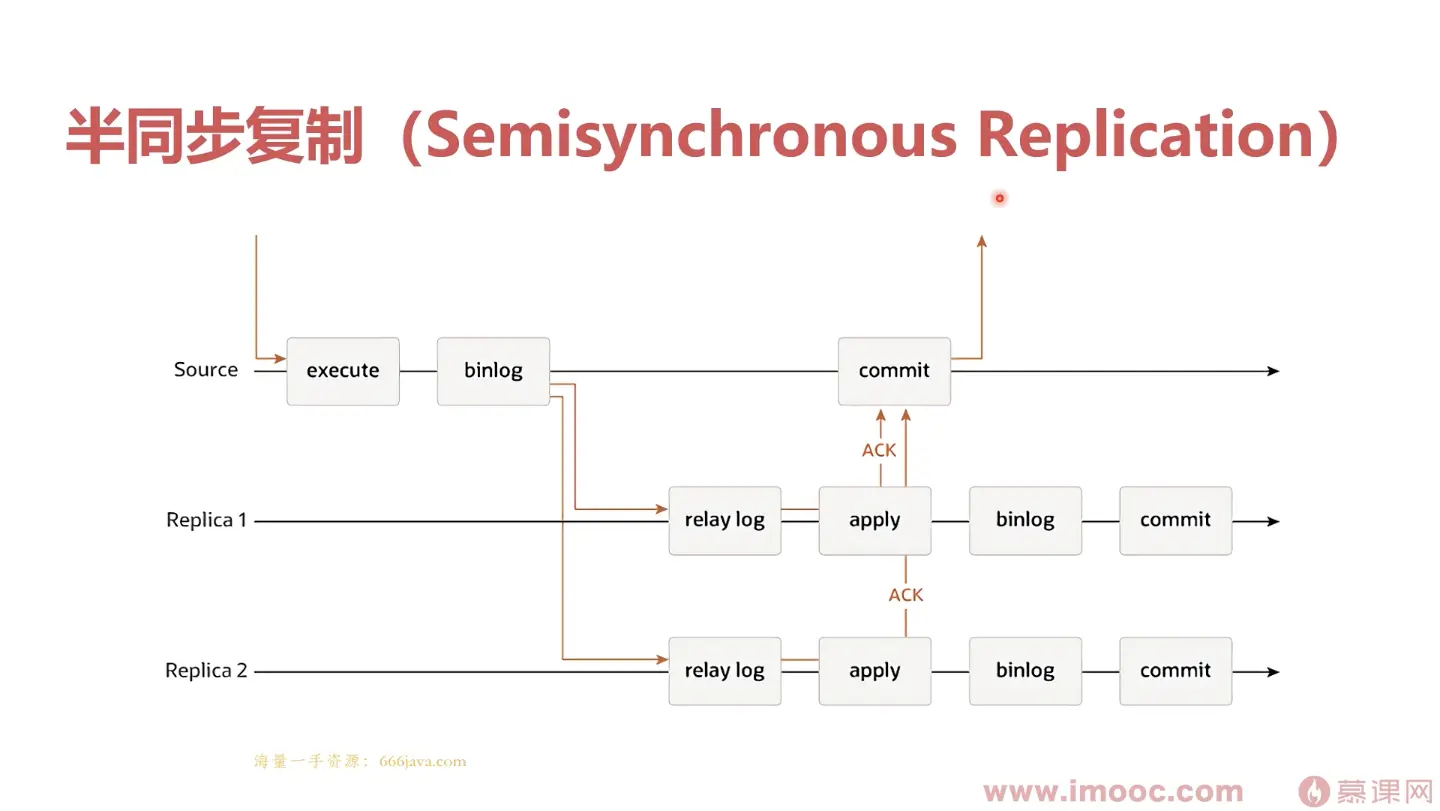 半同步复制（Semisynchronous Replication）
Source
execute
binlog
commit
ACK
Replica 1
relay log
apply
binlog
commit
ACK
Replica 2
relay log
apply
binlog
commit
海量一手资源：666java.com
www.imooc.com
慕课网